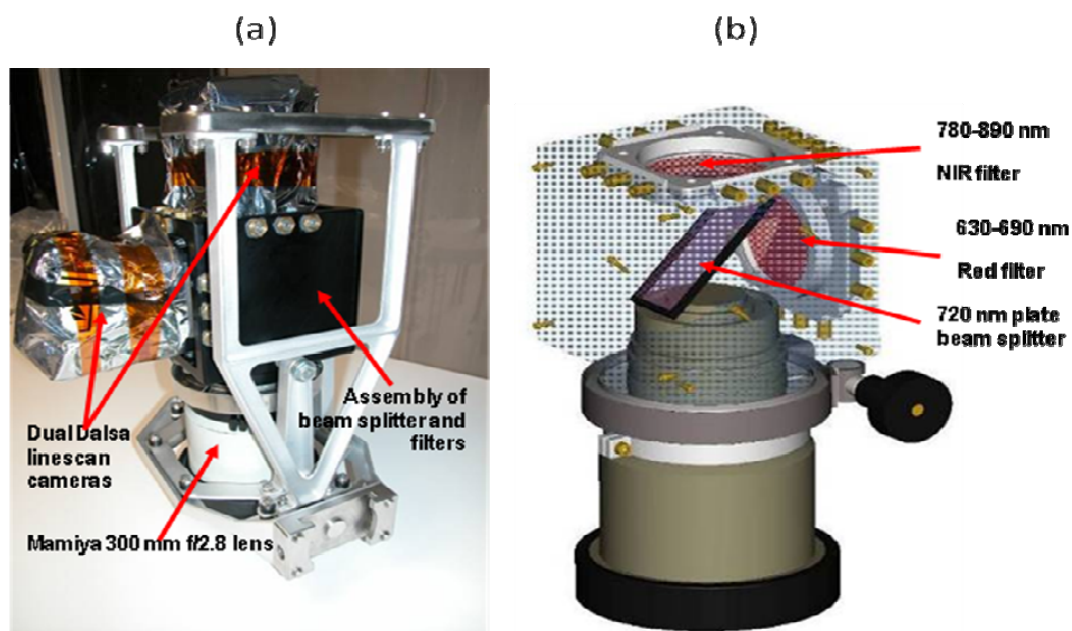 (a)
(b)
Dual Dalsa
linescan
cameras
Mamiya 300 mm f/2.8 lens
Assembly of
beam splitter and
filters
780-890 nm
NIR filter
630-690 nm
Red filter
720 nm plate
beam splitter